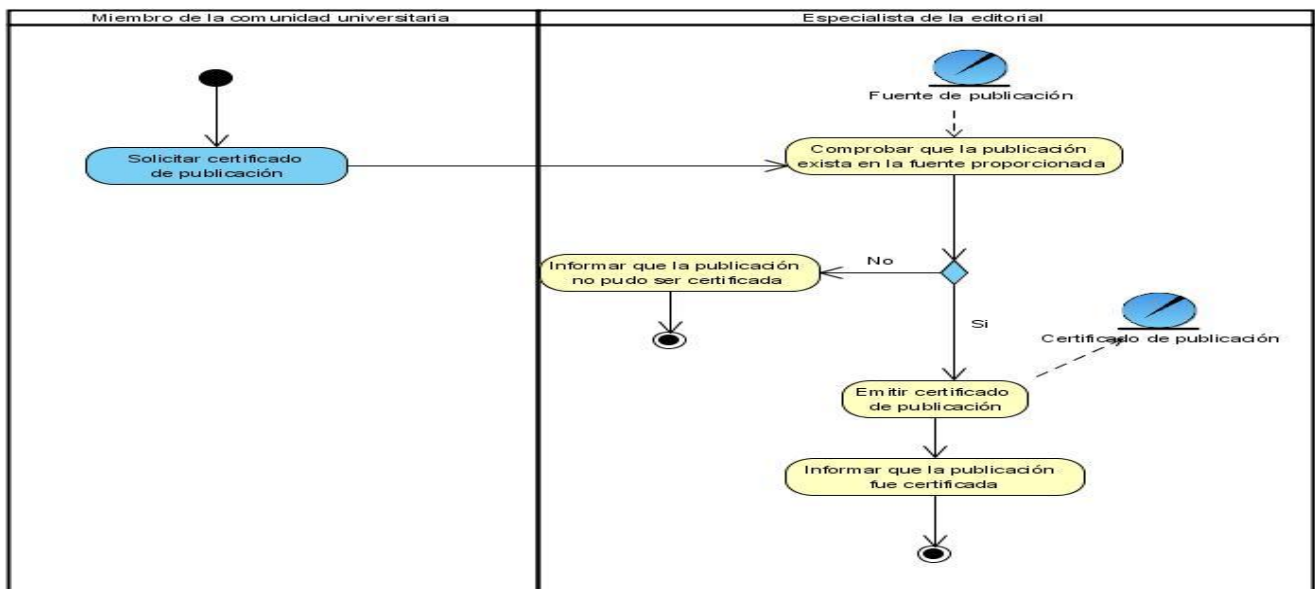 Miembro de la comunidad universitaria
Especialista de la editorial
Fuente de publicación
Solicitar certificado
de publicación
Comprobar que la publicación
exista en la fuente proporcionada
Informar que la publicación
no pudo ser certificada
No
Si
Certificado de publicación
Emitir certificado
de publicación
Informar que la publicación
fue certificada